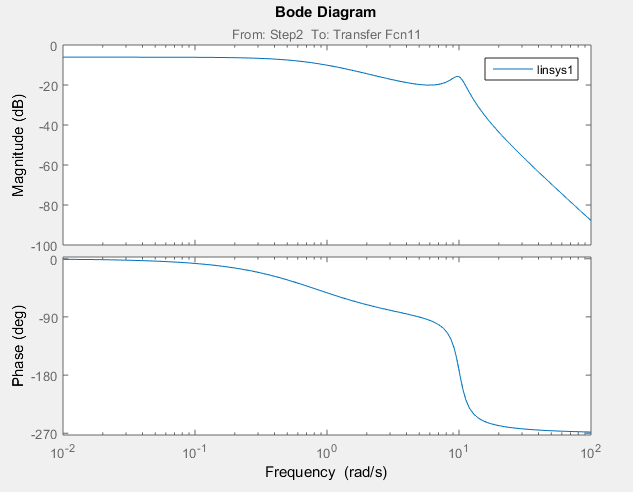 Bode Diagram
From: Step2 To: Transfer Fcn11
0
-20
-40
-60
-80
-100
Magnitude (dB)
linsys1
0
-90
-180
-270
Phase (deg)
10^-2
10^-1
10^0
10^1
10^2
Frequency (rad/s)